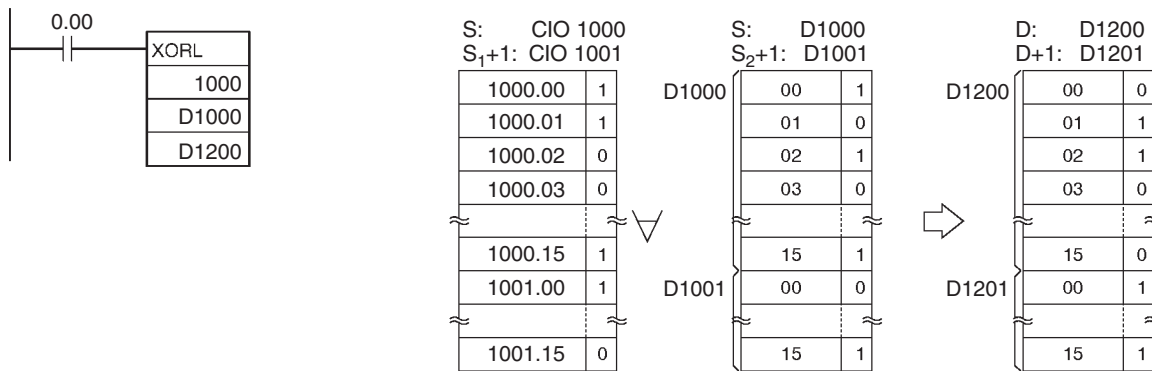 0.00
XORL
1000
D1000
D1200
S: CIO 1000
S1+1: CIO 1001
1000.00 1
1000.01 1
1000.02 0
1000.03 0
1000.15 1
1001.00 1
1001.15 0
S: D1000
S2+1: D1001
D1000 00 1
01 0
02 1
03 0
15 1
D1001 00 0
15 1
D: D1200
D+1: D1201
D1200 00 0
01 1
02 1
03 0
15 0
D1201 00 1
15 1